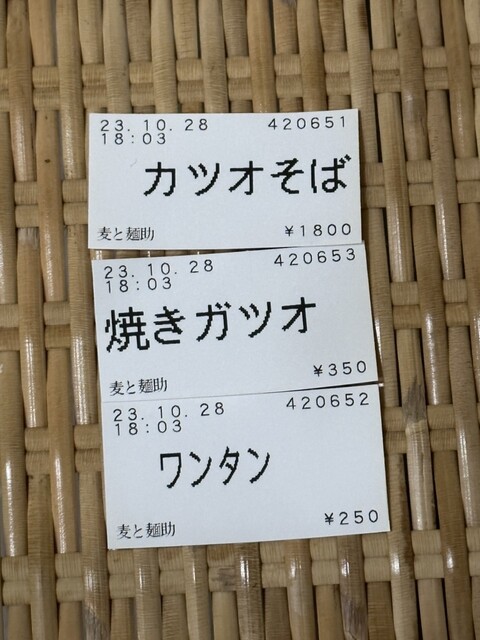 23.10.28 420651
18:03
カツオそば
麦と麺助 ¥1800
23.10.28 420653
18:03
焼きガツオ
¥350
麦と麺助
23.10.28 420652
18:03
ワンタン
麦と麺助 ¥250